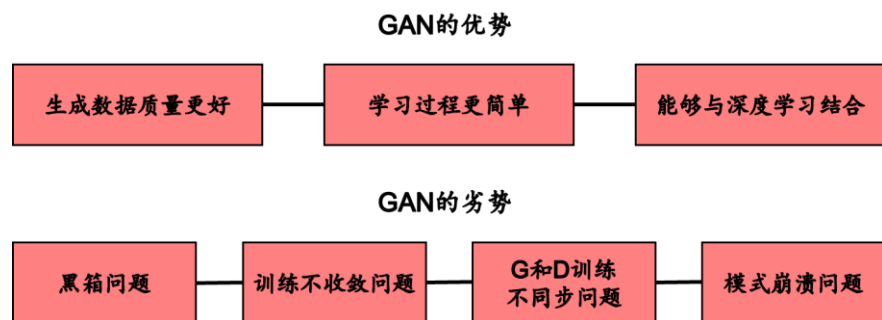 GAN的优势
生成数据质量更好
学习过程更简单
能够与深度学习结合
GAN的劣势
黑箱问题
训练不收敛问题
G和D训练
不同步问题
模式崩溃问题